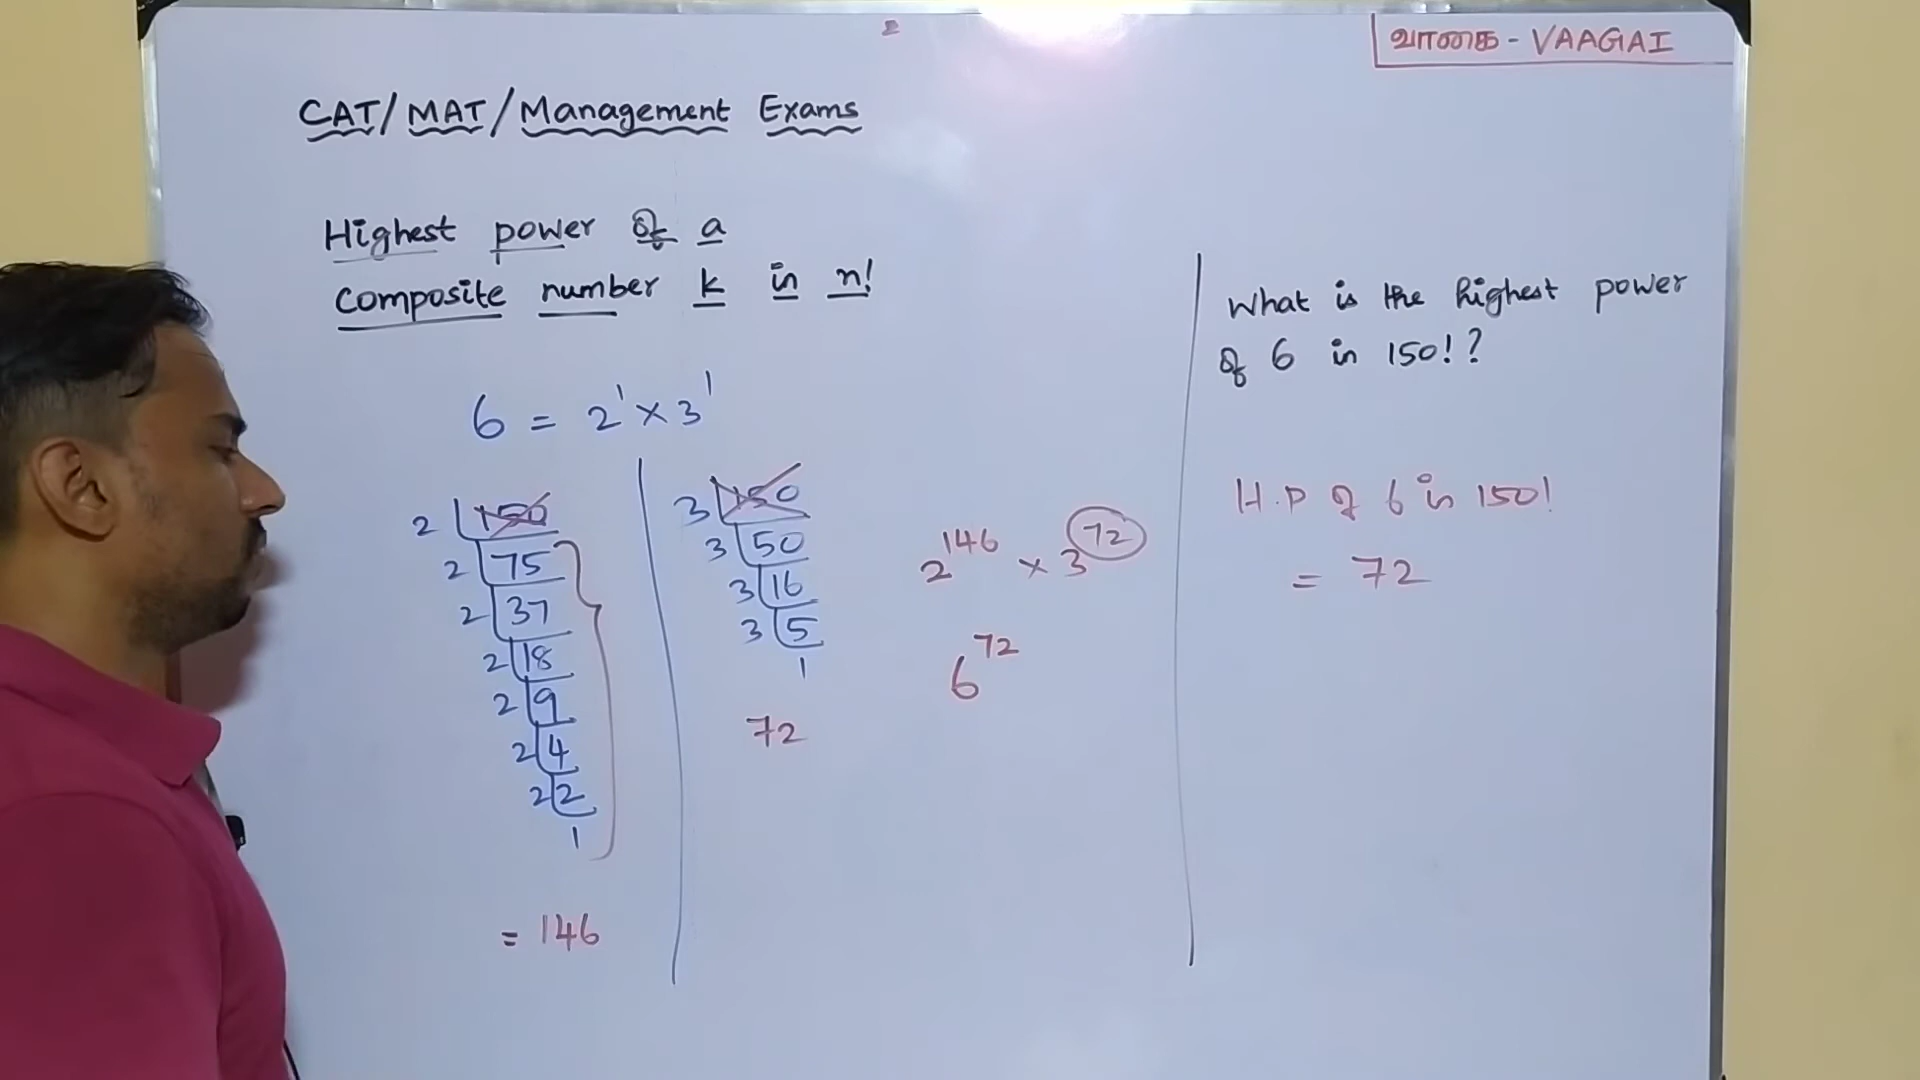 வாகை - VAAGAI
CAT/MAT/Management Exams
Highest power of a
composite number k in n!
What is the highest power
of 6 in 150!?
6 = 2¹ × 3¹
2 150
2 75
2 37
2 18
2 9
2 4
2 2
1
= 146
3 150
3 50
3 16
3 5
1
72
2¹⁴⁶ × 3⁷²
6⁷²
H.P of 6 in 150!
= 72